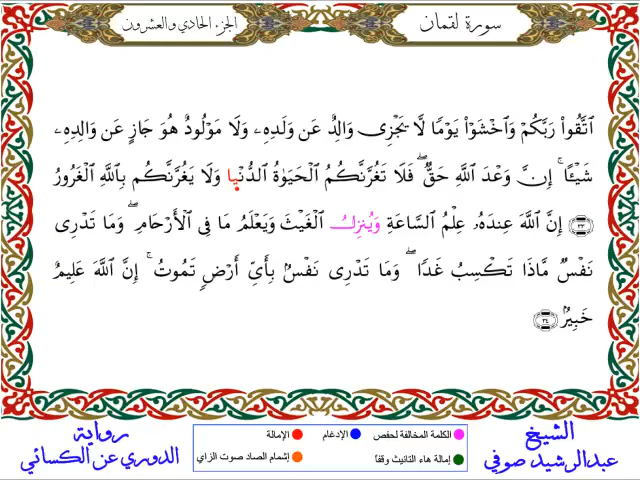 سورة لقمان
الجزء الحادي والعشرون
ٱتَّقُوا۟ رَبَّكُمْ وَٱخْشَوْا۟ يَوْمًا لَّا يَجْزِى وَالِدٌ عَن وَلَدِهِۦ وَلَا مَوْلُودٌ هُوَ جَازٍ عَن وَالِدِهِۦ
شَيْـًٔا ۚ إِنَّ وَعْدَ ٱللَّهِ حَقٌّ ۖ فَلَا تَغُرَّنَّكُمُ ٱلْحَيَوٰةُ ٱلدُّنْيَا وَلَا يَغُرَّنَّكُم بِٱللَّهِ ٱلْغَرُورُ
٣٣ إِنَّ ٱللَّهَ عِندَهُۥ عِلْمُ ٱلسَّاعَةِ وَيُنزِلُ ٱلْغَيْثَ وَيَعْلَمُ مَا فِى ٱلْأَرْحَامِ ۖ وَمَا تَدْرِى
نَفْسٌ مَّاذَا تَكْسِبُ غَدًا ۖ وَمَا تَدْرِى نَفْسٌۢ بِأَىِّ أَرْضٍ تَمُوتُ ۚ إِنَّ ٱللَّهَ عَلِيمٌ
خَبِيرٌۢ ٣٤
الشيخ
عبدالرشيد صوفي
الكلمة المخالفة لحفص
الإدغام
الإمالة
إمالة هاء التانيث وقفا
إشمام الصاد صوت الزاي
رواية
الدوري عن الكسائي